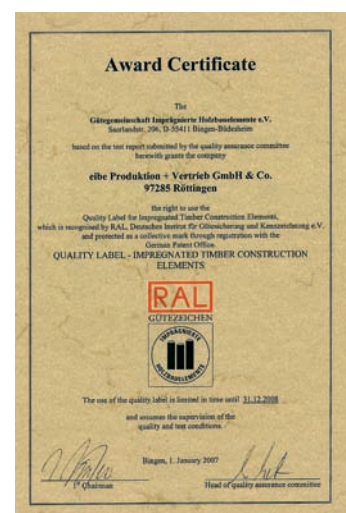 Award Certificate
The
Gütegemeinschaft Imprägnierte Holzbauelemente e.V.
Saarlandstr. 206, D-55411 Bingen-Büdesheim
based on the test report submitted by the quality assurance committee
herewith grants the company
eibe Produktion + Vertrieb GmbH & Co.
97285 Röttingen
the right to use the
Quality Label for Impregnated Timber Construction Elements,
which is recognised by RAL, Deutsches Institut für Gütesicherung und Kennzeichnung e.V.
and protected as a collective mark through registration with the
German Patent Office.
QUALITY LABEL - IMPREGNATED TIMBER CONSTRUCTION
ELEMENTS
RAL
GÜTEZEICHEN
IMPRÄGNIERTE
HOLZBAUELEMENTE
The use of the quality label is limited in time until 31.12.2008
and assumes the supervision of the
quality and test conditions.
Bingen, 1. January 2007
1st Chairman
Head of quality assurance committee